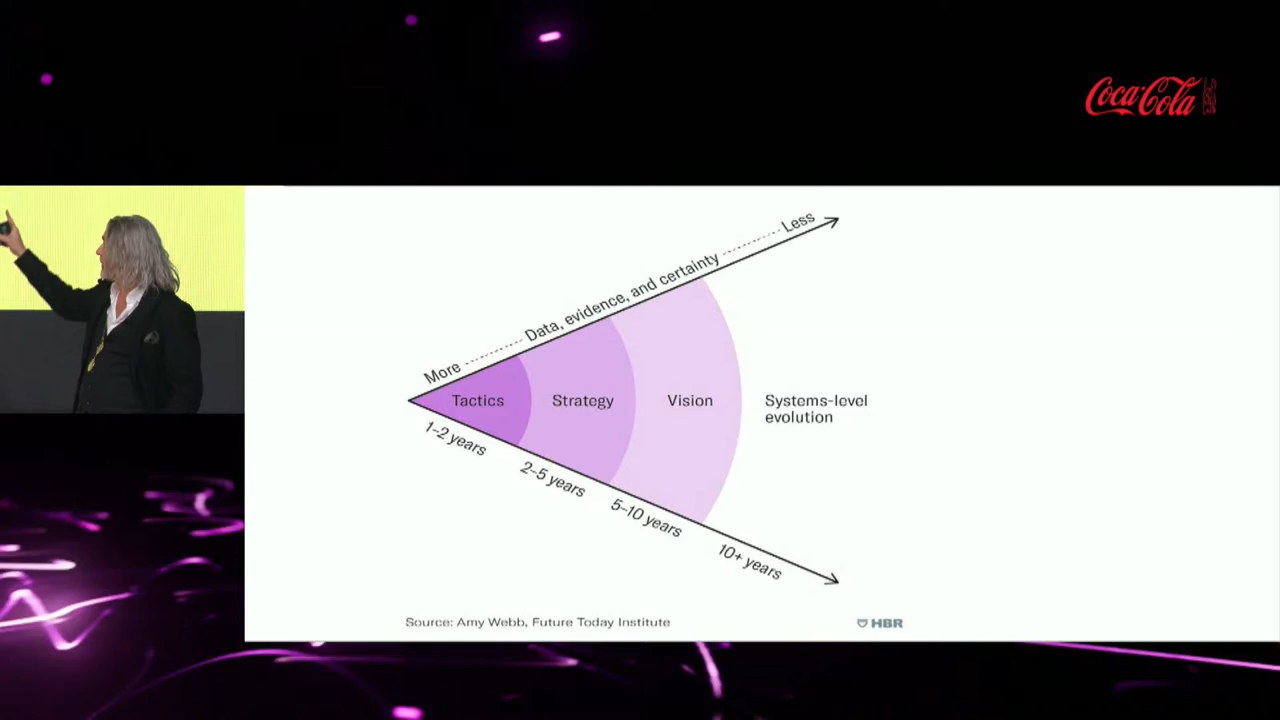 Coca-Cola
Less
Data, evidence, and certainty
More
Tactics
Strategy
Vision
Systems-level
evolution
1–2 years
2–5 years
5–10 years
10+ years
Source: Amy Webb, Future Today Institute
HBR